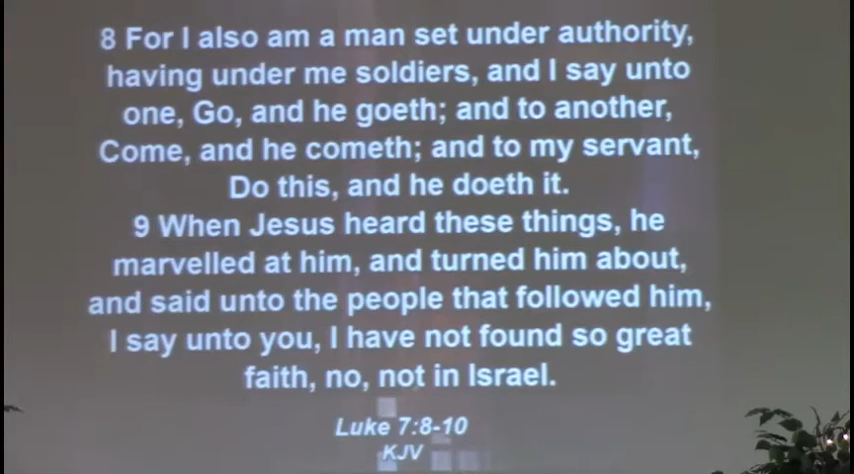 8 For I also am a man set under authority,
having under me soldiers, and I say unto
one, Go, and he goeth; and to another,
Come, and he cometh; and to my servant,
Do this, and he doeth it.
9 When Jesus heard these things, he
marvelled at him, and turned him about,
and said unto the people that followed him,
I say unto you, I have not found so great
faith, no, not in Israel.
Luke 7:8-10
KJV